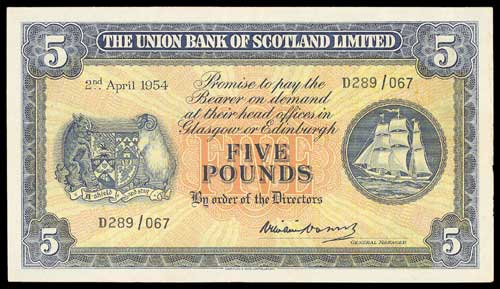 5 THE UNION BANK OF SCOTLAND LIMITED 5
2nd April 1954
Promise to pay the
D289/067
Bearer on demand
at their head offices in
Glasgow or Edinburgh
FIVE
FIVE
POUNDS
By order of the Directors
D289/067
GENERAL MANAGER
5 5